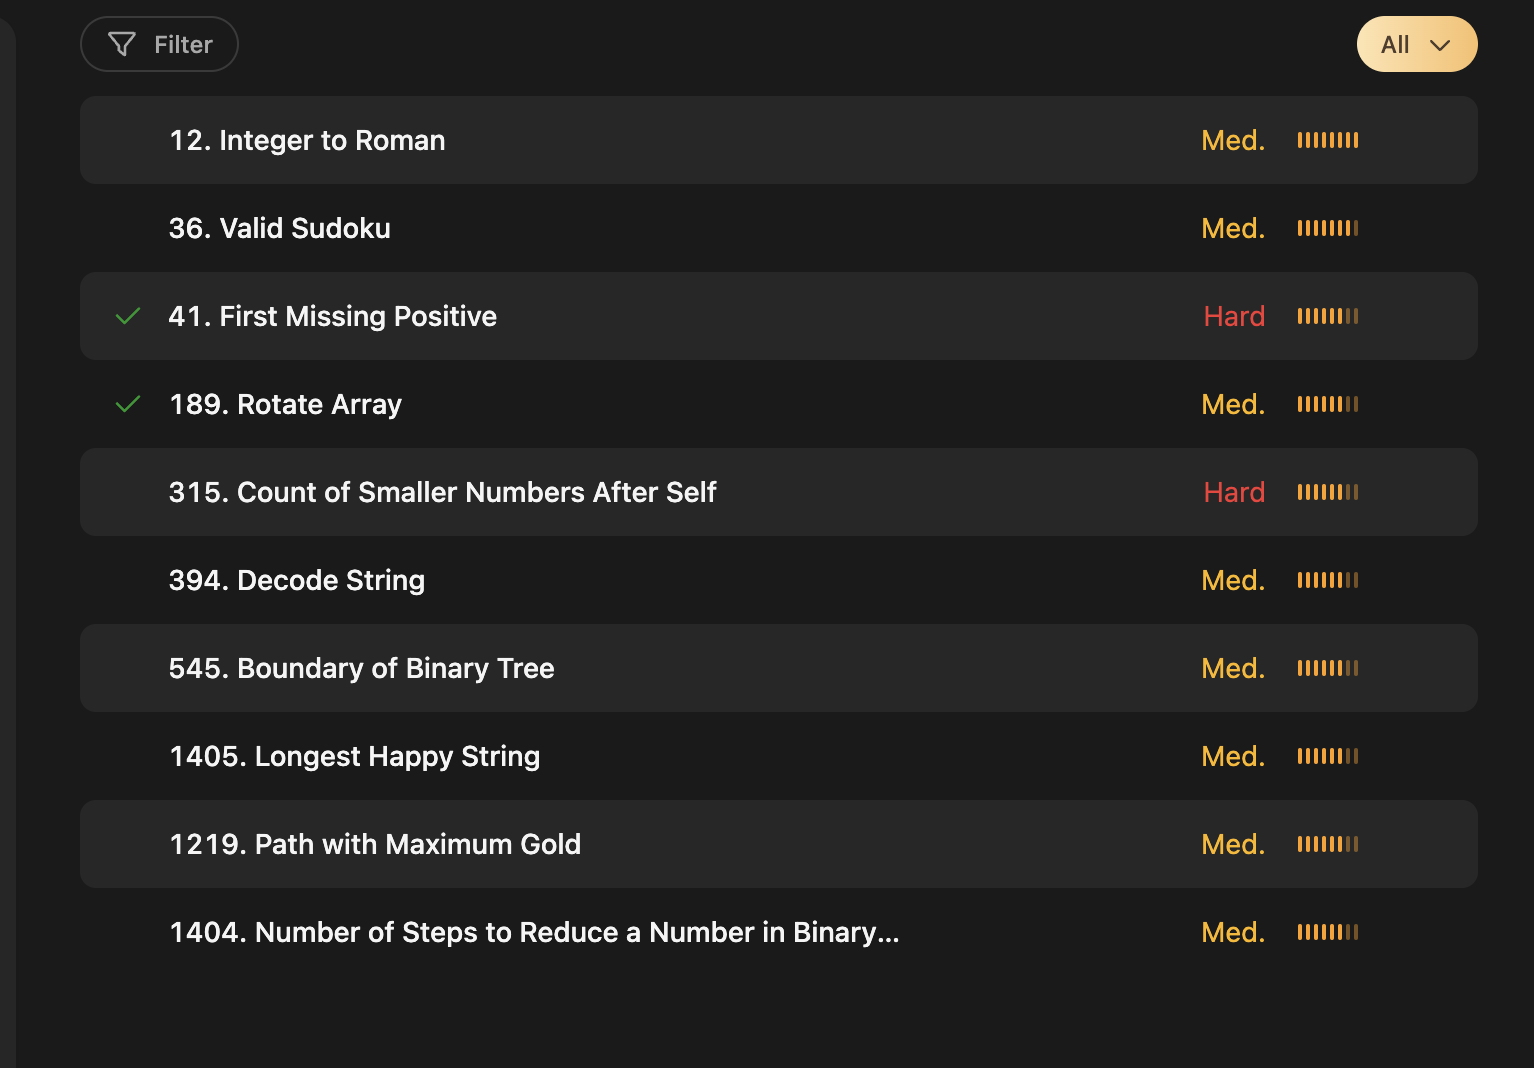 Filter
All
12. Integer to Roman Med.
36. Valid Sudoku Med.
41. First Missing Positive Hard
189. Rotate Array Med.
315. Count of Smaller Numbers After Self Hard
394. Decode String Med.
545. Boundary of Binary Tree Med.
1405. Longest Happy String Med.
1219. Path with Maximum Gold Med.
1404. Number of Steps to Reduce a Number in Binary... Med.